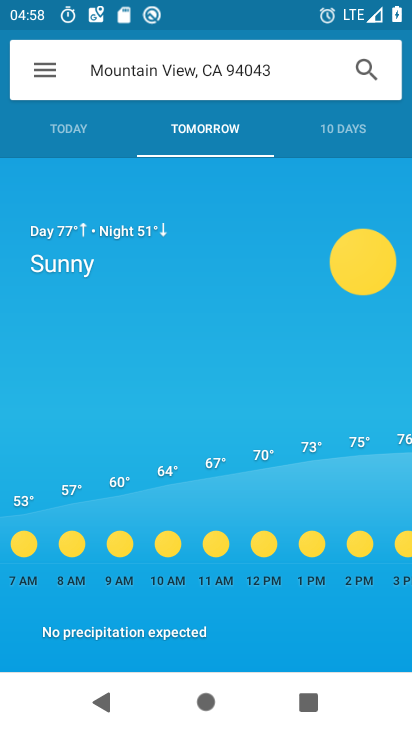 04:58 LTE
Mountain View, CA 94043
TODAY TOMORROW 10 DAYS
Day 77°↑ • Night 51°↓
Sunny
53° 57° 60° 64° 67° 70° 73° 75° 76
7 AM 8 AM 9 AM 10 AM 11 AM 12 PM 1 PM 2 PM 3 P
No precipitation expected